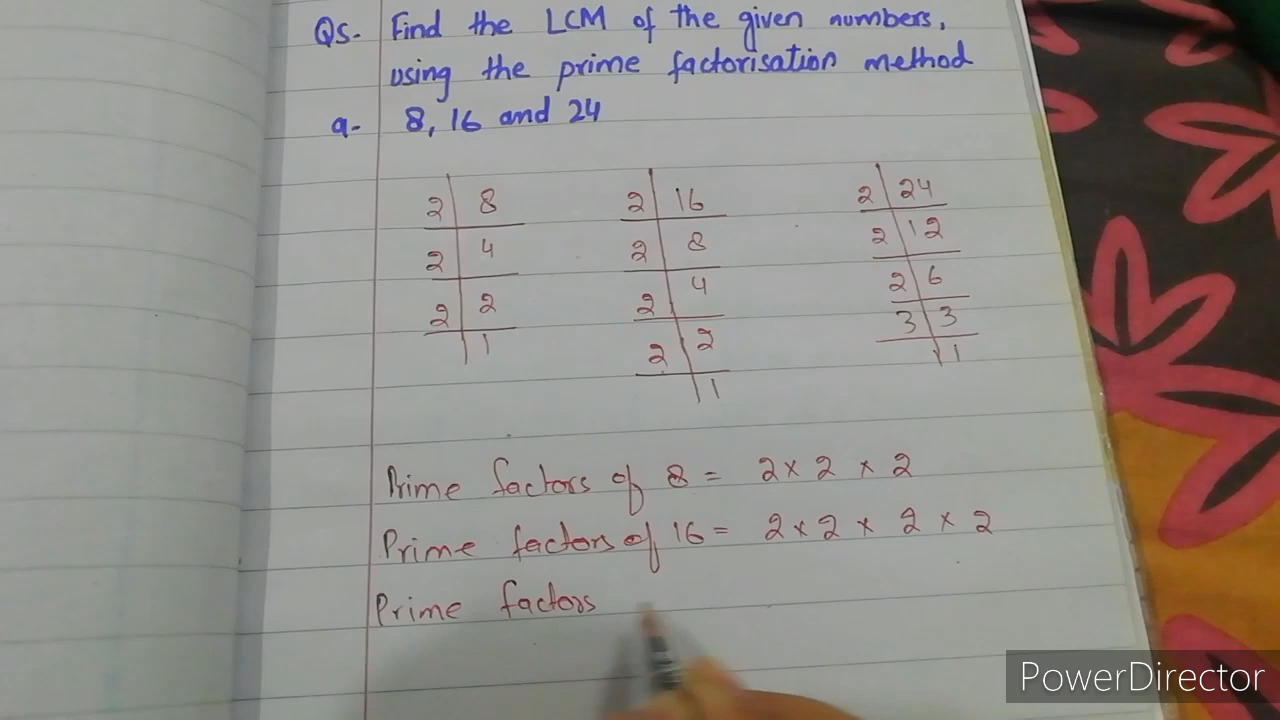 Qs. Find the LCM of the given numbers,
using the prime factorisation method
a- 8, 16 and 24
2 8
2 4
2 2
1
2 16
2 8
2 4
2 2
1
2 24
2 12
2 6
3 3
1
Prime factors of 8 = 2 × 2 × 2
Prime factors of 16 = 2 × 2 × 2 × 2
Prime factors
PowerDirector